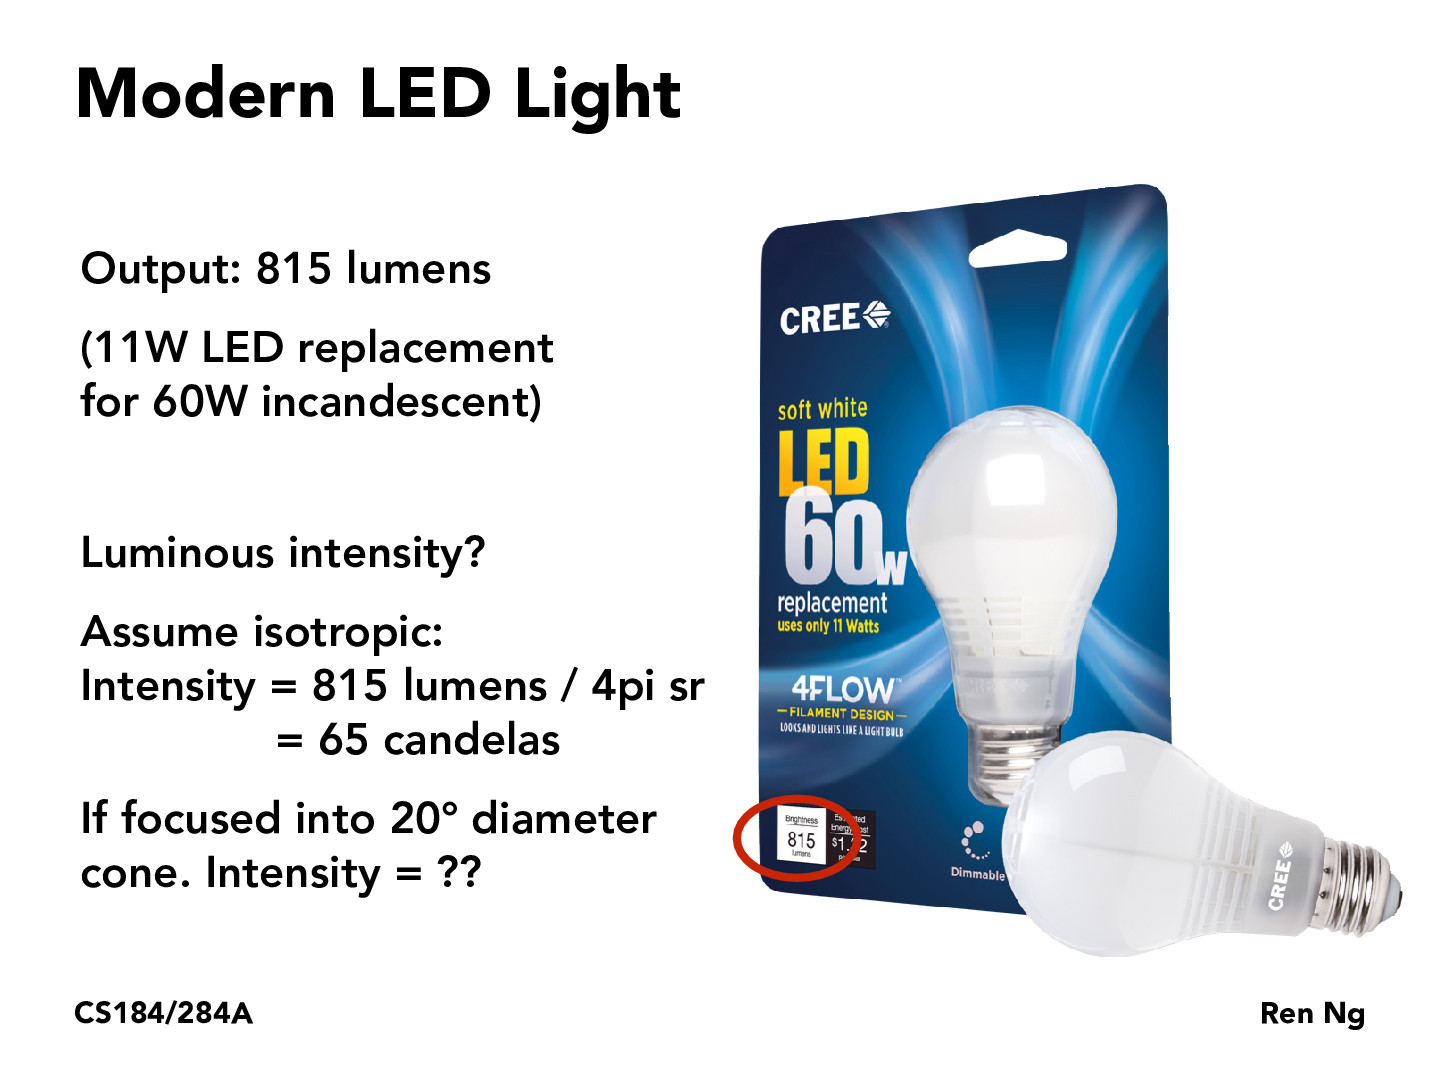 Modern LED Light
Output: 815 lumens
(11W LED replacement
for 60W incandescent)
Luminous intensity?
Assume isotropic:
Intensity = 815 lumens / 4pi sr
= 65 candelas
If focused into 20° diameter
cone. Intensity = ??
CREE
soft white
LED
60W
replacement
uses only 11 Watts
4FLOW™
FILAMENT DESIGN
LOOKS AND LIGHTS LIKE A LIGHT BULB
Brightness
815
lumens
Dimmable
CREE
CS184/284A
Ren Ng